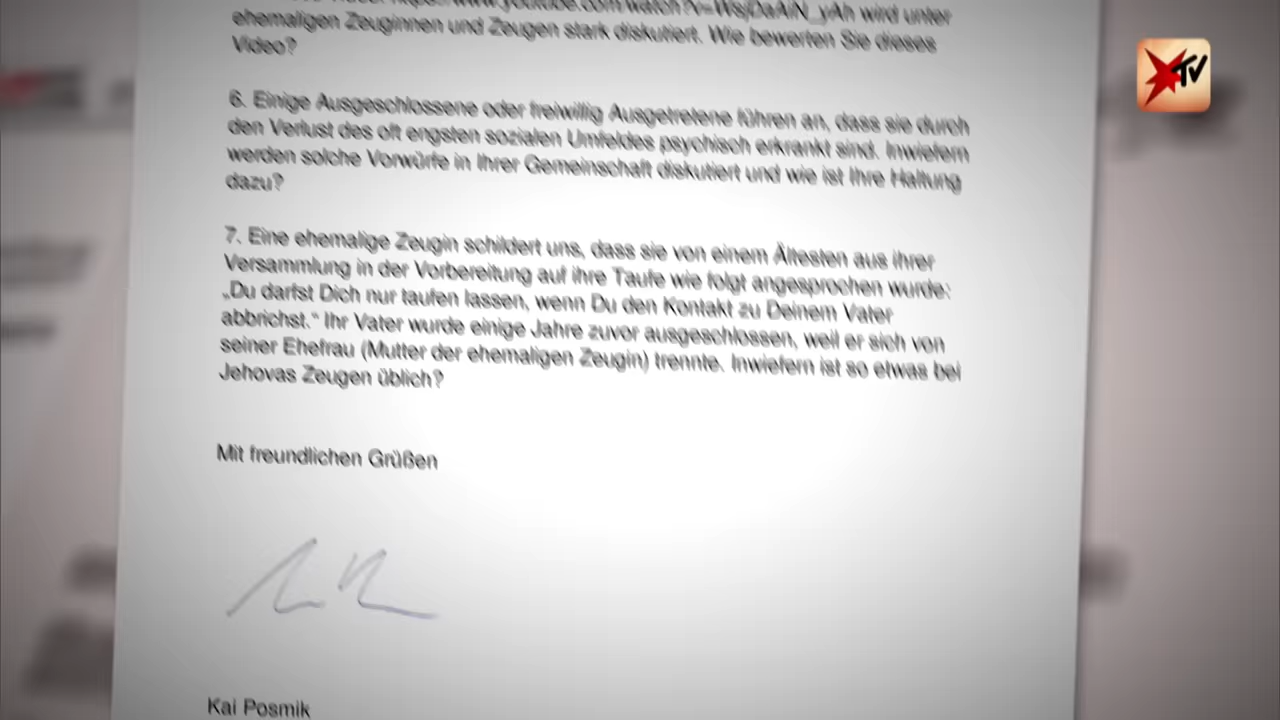 wird unter
ehemaligen Zeuginnen und Zeugen stark diskutiert. Wie bewerten Sie dieses
Video?
6. Einige Ausgeschlossene oder freiwillig Ausgetretene führen an, dass sie durch
den Verlust des oft engsten sozialen Umfeldes psychisch erkrankt sind. Inwiefern
werden solche Vorwürfe in Ihrer Gemeinschaft diskutiert und wie ist Ihre Haltung
dazu?
7. Eine ehemalige Zeugin schildert uns, dass sie von einem Ältesten aus ihrer
Versammlung in der Vorbereitung auf ihre Taufe wie folgt angesprochen wurde:
„Du darfst Dich nur taufen lassen, wenn Du den Kontakt zu Deinem Vater
abbrichst.“ Ihr Vater wurde einige Jahre zuvor ausgeschlossen, weil er sich von
seiner Ehefrau (Mutter der ehemaligen Zeugin) trennte. Inwiefern ist so etwas bei
Jehovas Zeugen üblich?
Mit freundlichen Grüßen
Kai Posmik
TV